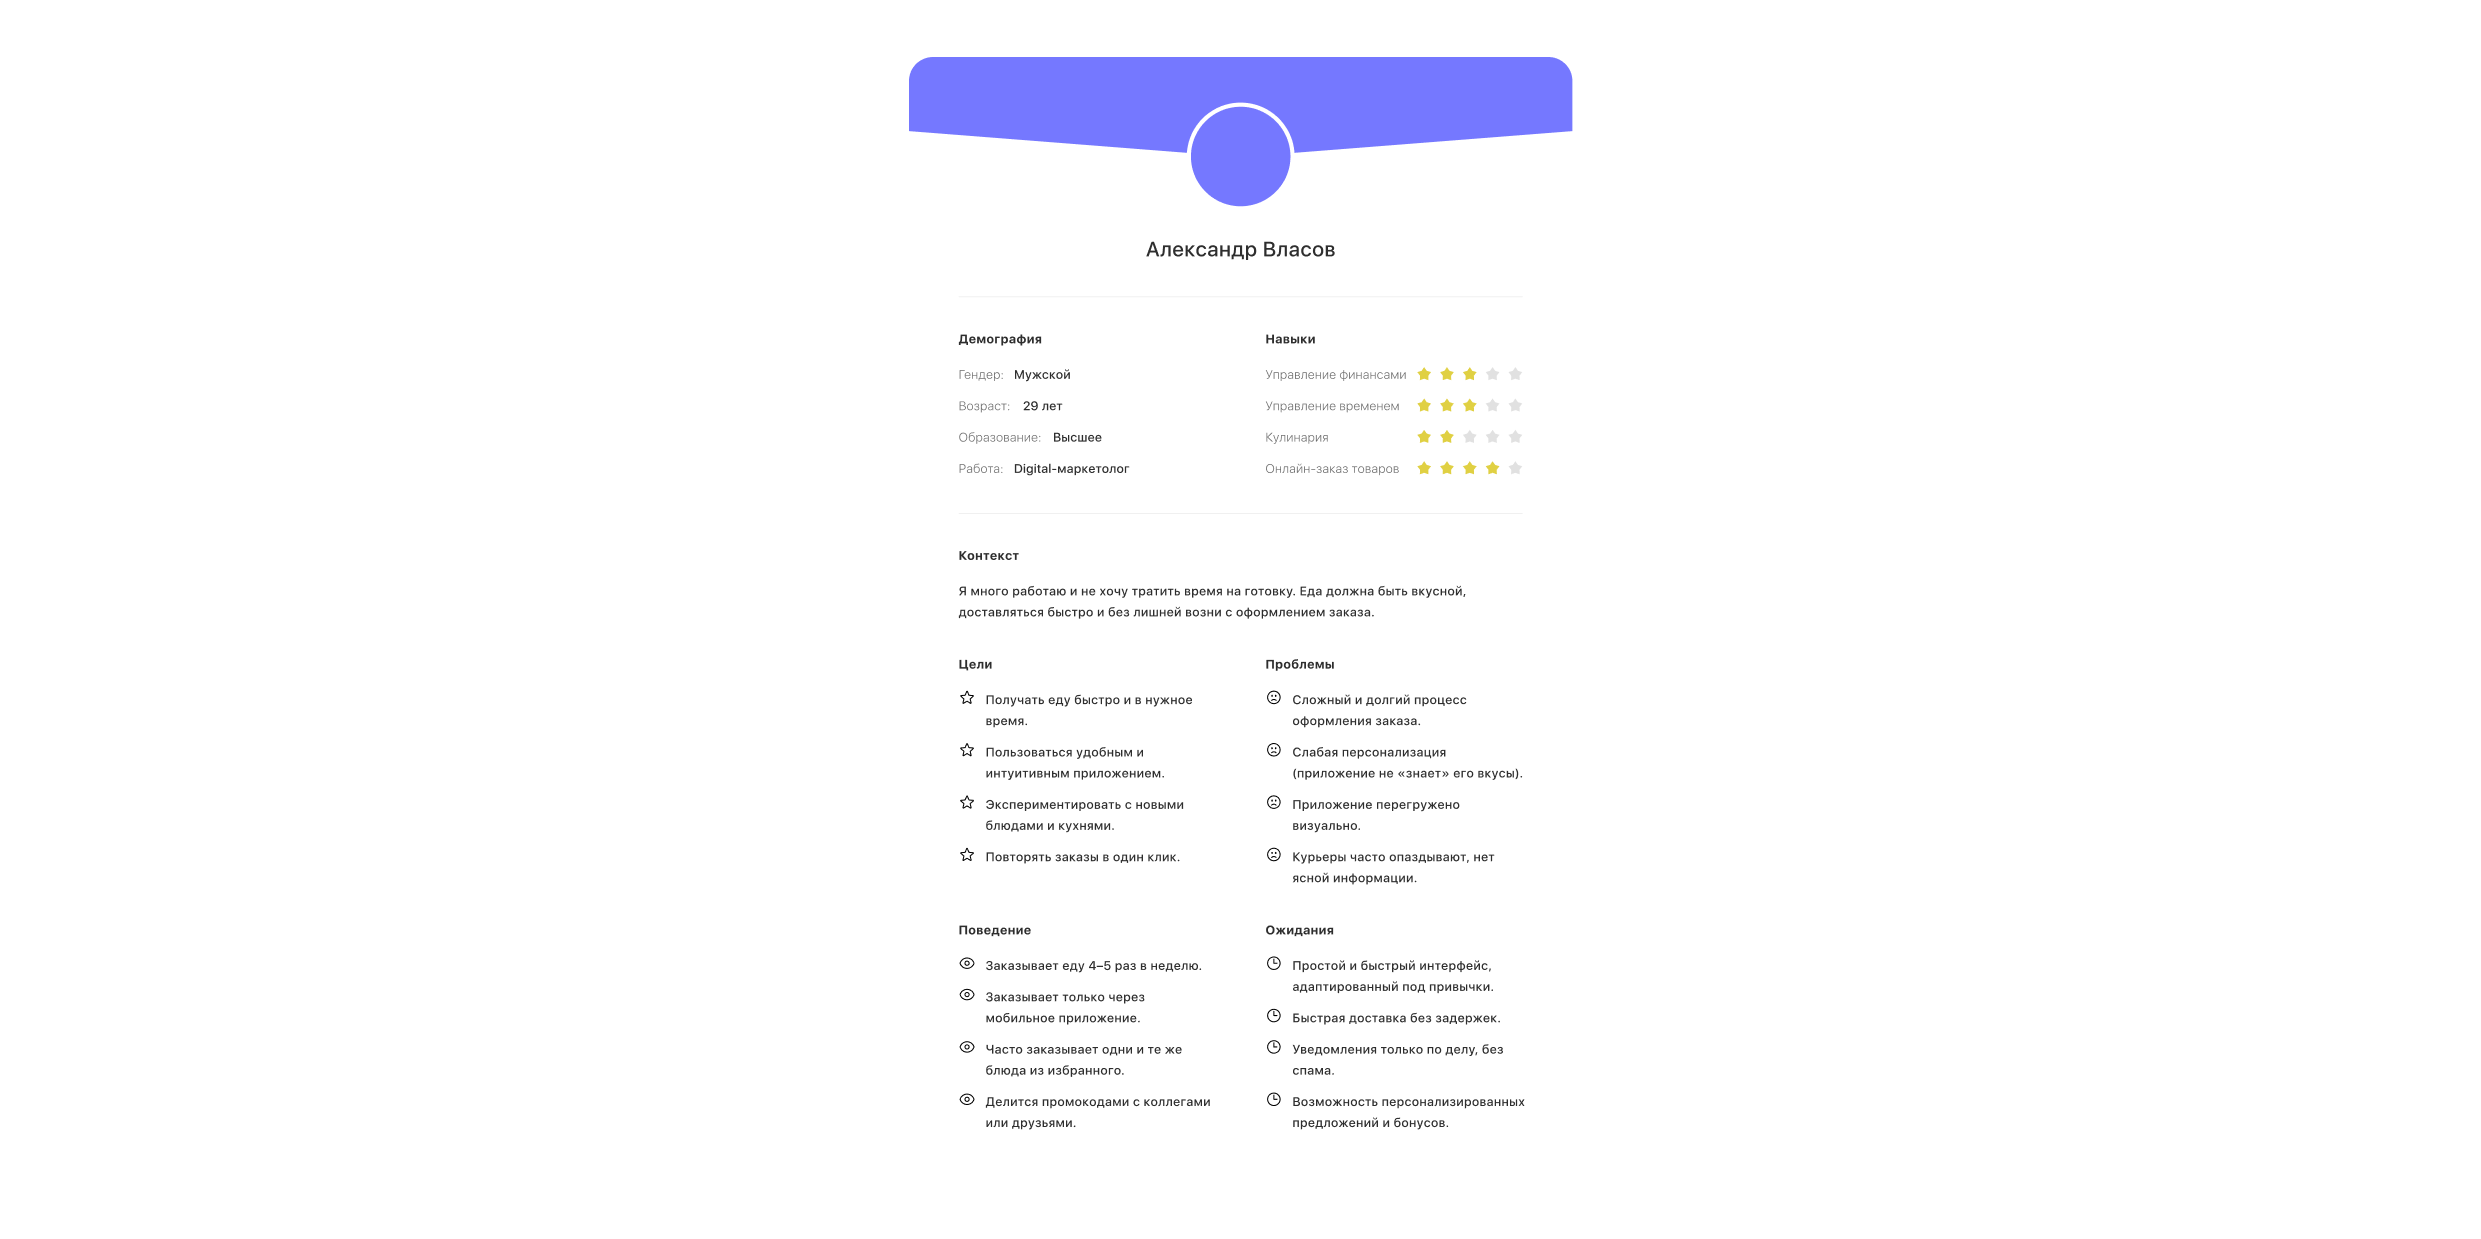 Александр Власов
Демография
Гендер: Мужской
Возраст: 29 лет
Образование: Высшее
Работа: Digital-маркетолог
Навыки
Управление финансами
Управление временем
Кулинария
Онлайн-заказ товаров
Контекст
Я много работаю и не хочу тратить время на готовку. Еда должна быть вкусной,
доставляться быстро и без лишней возни с оформлением заказа.
Цели
Получать еду быстро и в нужное
время.
Пользоваться удобным и
интуитивным приложением.
Экспериментировать с новыми
блюдами и кухнями.
Повторять заказы в один клик.
Проблемы
Сложный и долгий процесс
оформления заказа.
Слабая персонализация
(приложение не «знает» его вкусы).
Приложение перегружено
визуально.
Курьеры часто опаздывают, нет
ясной информации.
Поведение
Заказывает еду 4–5 раз в неделю.
Заказывает только через
мобильное приложение.
Часто заказывает одни и те же
блюда из избранного.
Делится промокодами с коллегами
или друзьями.
Ожидания
Простой и быстрый интерфейс,
адаптированный под привычки.
Быстрая доставка без задержек.
Уведомления только по делу, без
спама.
Возможность персонализированных
предложений и бонусов.